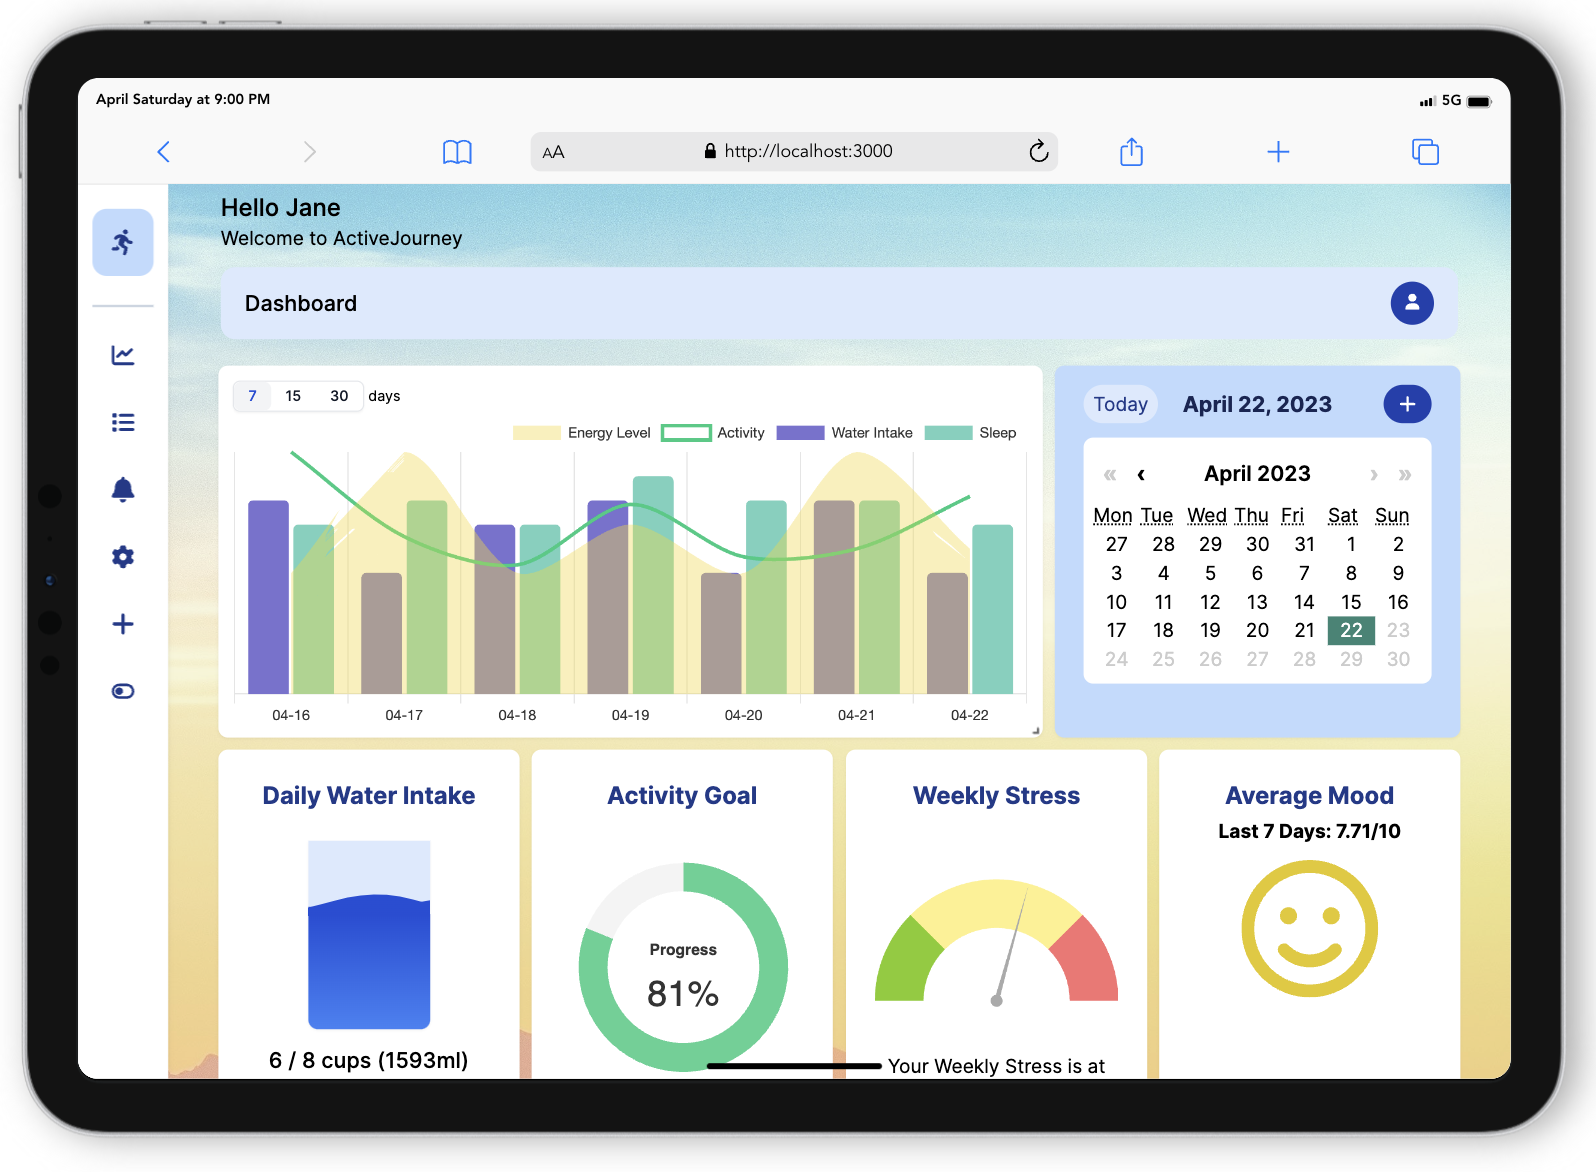 April Saturday at 9:00 PM
5G
AA
http://localhost:3000
Hello Jane
Welcome to ActiveJourney
Dashboard
7 15 30 days
Energy Level Activity Water Intake Sleep
04-16 04-17 04-18 04-19 04-20 04-21 04-22
Today April 22, 2023 +
« ‹ April 2023 › »
Mon Tue Wed Thu Fri Sat Sun
27 28 29 30 31 1 2
3 4 5 6 7 8 9
10 11 12 13 14 15 16
17 18 19 20 21 22 23
24 25 26 27 28 29 30
Daily Water Intake
6 / 8 cups (1593ml)
Activity Goal
Progress
81%
Weekly Stress
Your Weekly Stress is at
Average Mood
Last 7 Days: 7.71/10